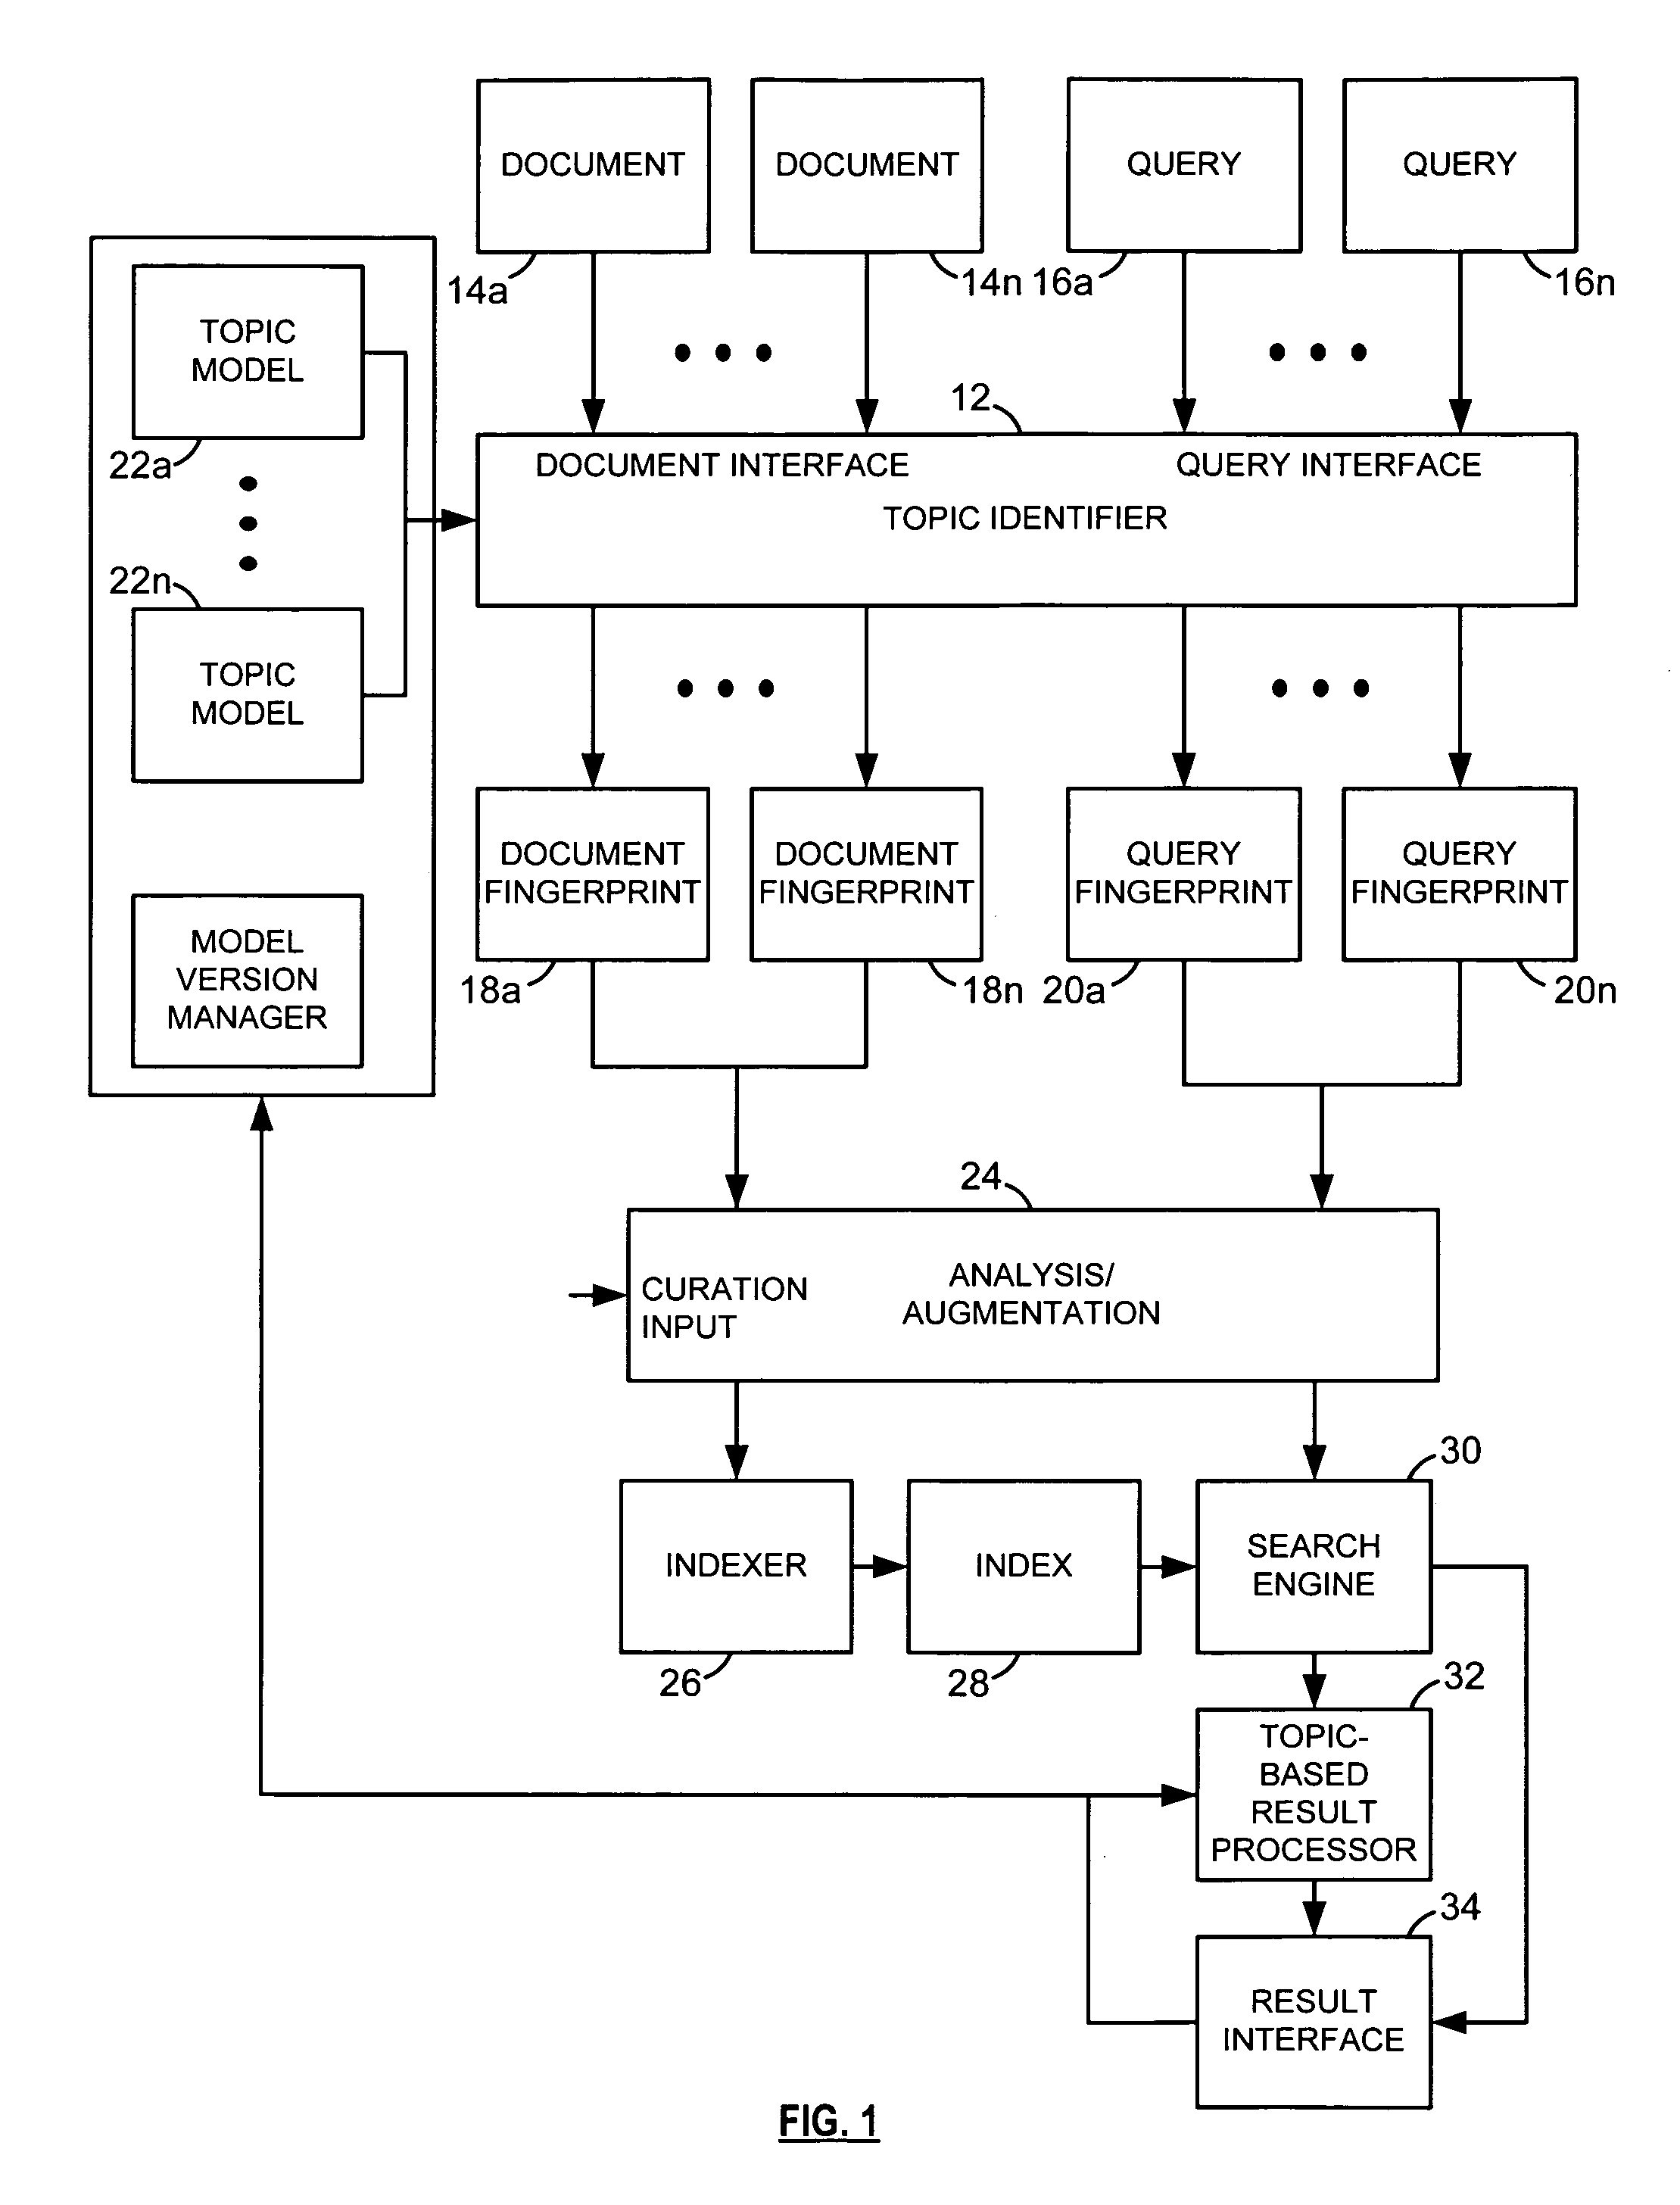 DOCUMENT
DOCUMENT
QUERY
QUERY
14a
14n
16a
16n
TOPIC
MODEL
22a
22n
TOPIC
MODEL
MODEL
VERSION
MANAGER
12
DOCUMENT INTERFACE
QUERY INTERFACE
TOPIC IDENTIFIER
DOCUMENT
FINGERPRINT
DOCUMENT
FINGERPRINT
QUERY
FINGERPRINT
QUERY
FINGERPRINT
18a
18n
20a
20n
24
CURATION
INPUT
ANALYSIS/
AUGMENTATION
INDEXER
26
INDEX
28
30
SEARCH
ENGINE
32
TOPIC-
BASED
RESULT
PROCESSOR
34
RESULT
INTERFACE
FIG. 1